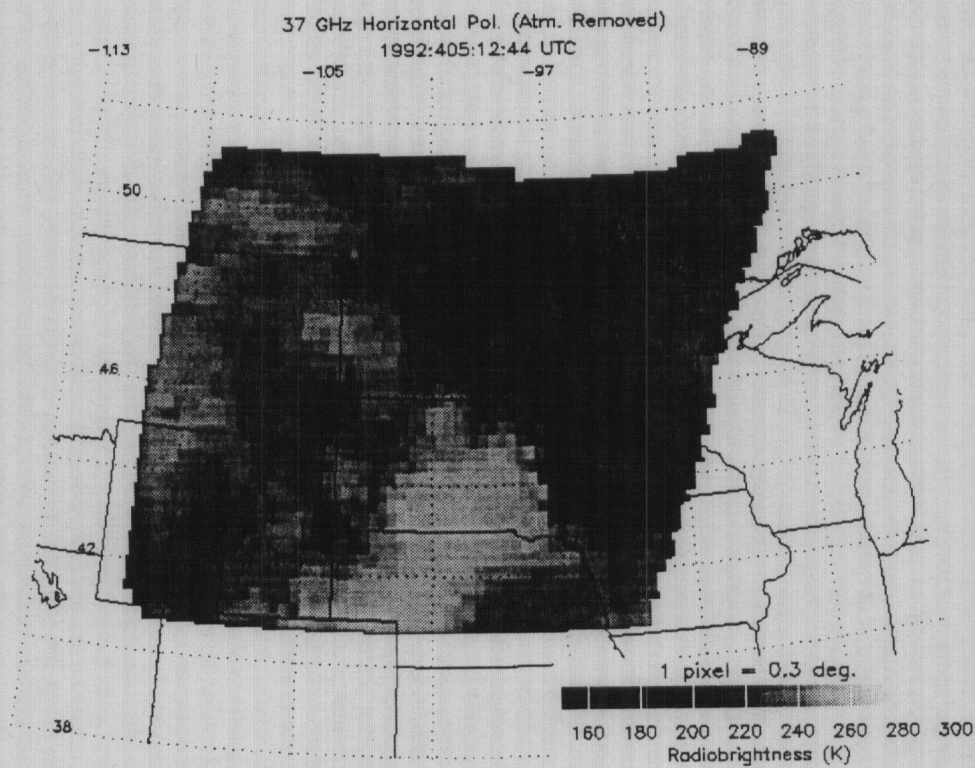 37 GHz Horizontal Pol. (Atm. Removed)
1992:405:12:44 UTC
-113
-105
-97
-89
50
46
42
38
1 pixel = 0.3 deg.
160 180 200 220 240 260 280 300
Radiobrightness (K)